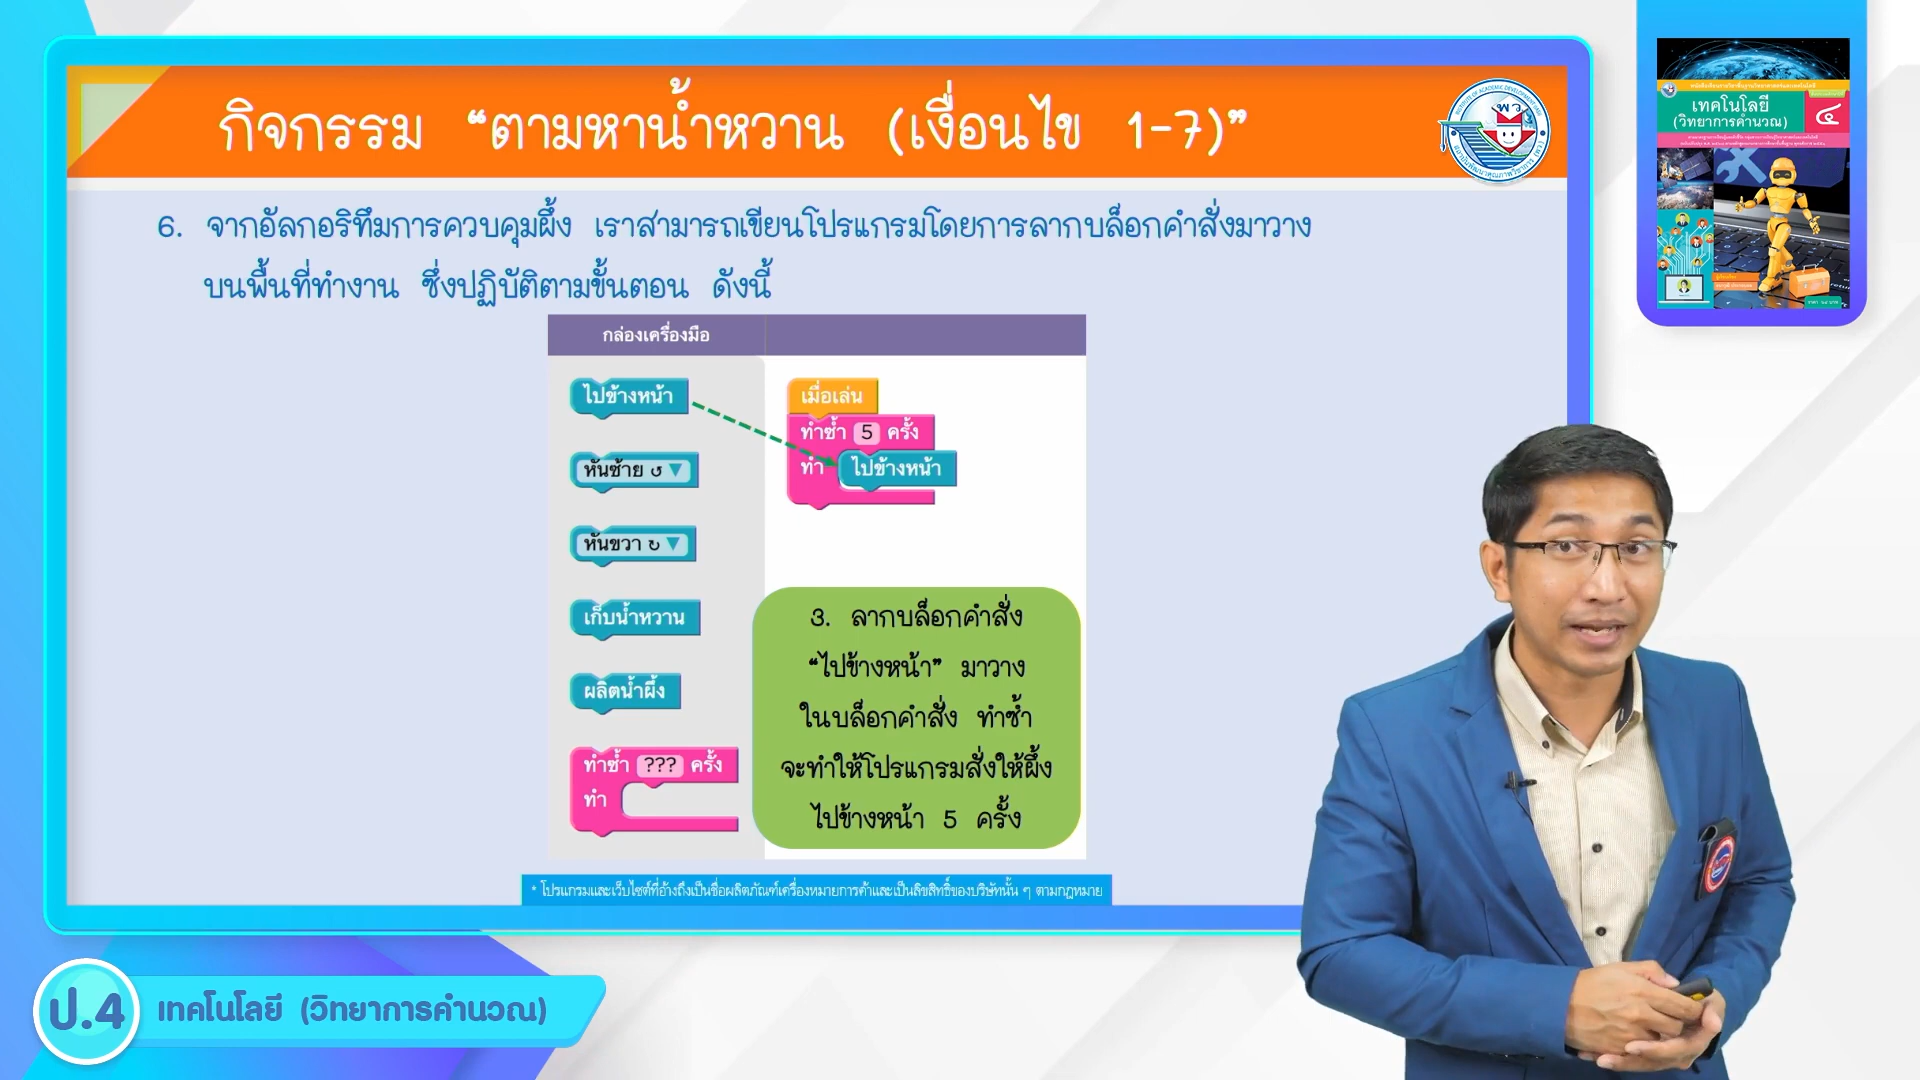 กิจกรรม “ตามหาน้ำหวาน (เงื่อนไข 1-7)”
เทคโนโลยี
(วิทยาการคำนวณ)
๔
6. จากอัลกอริทึมการควบคุมผึ้ง เราสามารถเขียนโปรแกรมโดยการลากบล็อกคำสั่งมาวาง
บนพื้นที่ทำงาน ซึ่งปฏิบัติตามขั้นตอน ดังนี้
กล่องเครื่องมือ
ไปข้างหน้า
หันซ้าย ↺ ▼
หันขวา ↻ ▼
เก็บน้ำหวาน
ผลิตน้ำผึ้ง
ทำซ้ำ ??? ครั้ง
ทำ
เมื่อเล่น
ทำซ้ำ 5 ครั้ง
ทำ ไปข้างหน้า
3. ลากบล็อกคำสั่ง
“ไปข้างหน้า” มาวาง
ในบล็อกคำสั่ง ทำซ้ำ
จะทำให้โปรแกรมสั่งให้ผึ้ง
ไปข้างหน้า 5 ครั้ง
* โปรแกรมและเว็บไซต์ที่อ้างถึงเป็นชื่อผลิตภัณฑ์เครื่องหมายการค้าและเป็นลิขสิทธิ์ของบริษัทนั้น ๆ ตามกฎหมาย
ป.4 เทคโนโลยี (วิทยาการคำนวณ)